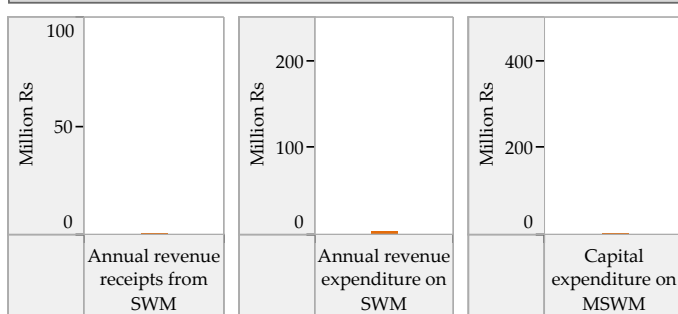 100
50
0
Million Rs
Annual revenue
receipts from
SWM
200
100
0
Million Rs
Annual revenue
expenditure on
SWM
400
200
0
Million Rs
Capital
expenditure on
MSWM